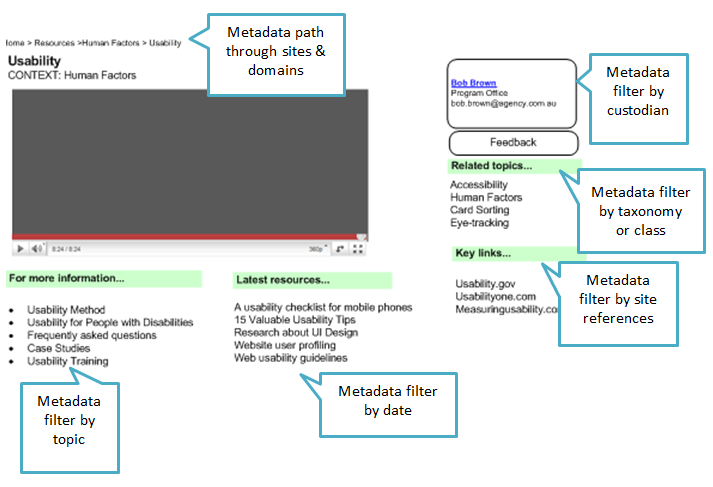 Home > Resources >Human Factors > Usability
Metadata path
through sites &
domains
Usability
CONTEXT: Human Factors
8:24 / 8:24
360p
Bob Brown
Program Office
bob.brown@agency.com.au
Metadata
filter by
custodian
Feedback
Related topics...
Accessibility
Human Factors
Card Sorting
Eye-tracking
Metadata filter
by taxonomy
or class
Key links...
Usability.gov
Usabilityone.com
Measuringusability.co
Metadata
filter by site
references
For more information...
• Usability Method
• Usability for People with Disabilities
• Frequently asked questions
• Case Studies
• Usability Training
Metadata
filter by
topic
Latest resources...
A usability checklist for mobile phones
15 Valuable Usability Tips
Research about UI Design
Website user profiling
Web usability guidelines
Metadata filter
by date